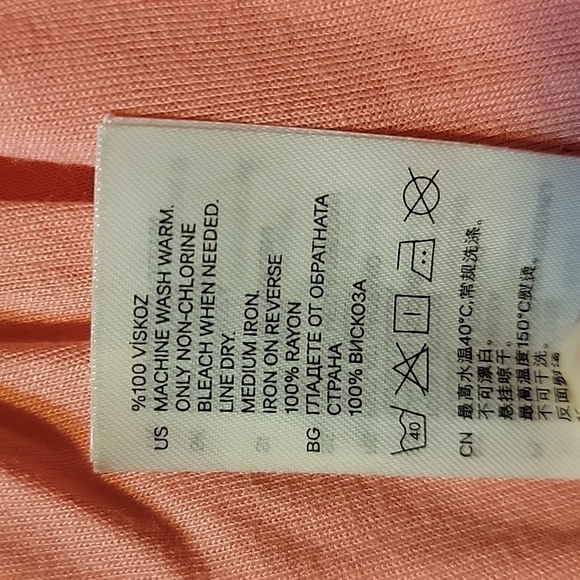 %100 VİSKOZ
US MACHINE WASH WARM.
ONLY NON-CHLORINE
BLEACH WHEN NEEDED.
LINE DRY.
MEDIUM IRON.
IRON ON REVERSE
100% RAYON
BG ГЛАДЕТЕ ОТ ОБРАТНАТА
СТРАНА
100% ВИСКОЗА
40
CN 最高水温40°C,常规洗涤。
不可漂白。
悬挂晾干。
最高温度150°C熨烫。
不可干洗。
反面熨烫